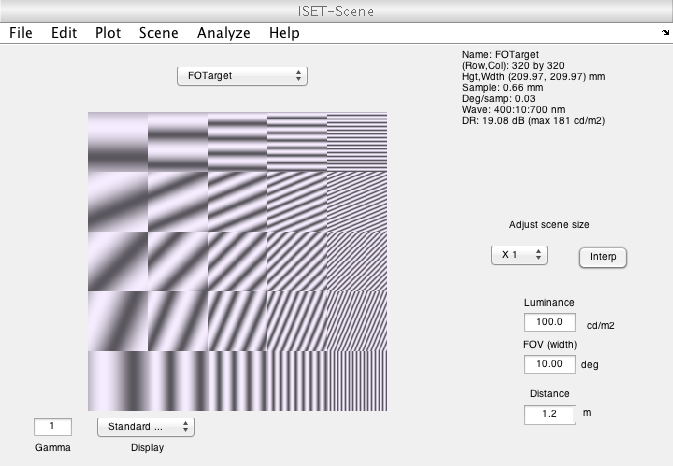 ISET-Scene
File Edit Plot Scene Analyze Help
FOTarget
Name: FOTarget
(Row,Col): 320 by 320
Hgt,Wdth (209.97, 209.97) mm
Sample: 0.66 mm
Deg/samp: 0.03
Wave: 400:10:700 nm
DR: 19.08 dB (max 181 cd/m2)
Adjust scene size
X 1 Interp
Luminance
100.0 cd/m2
FOV (width)
10.00 deg
Distance
1.2 m
1 Standard ...
Gamma Display